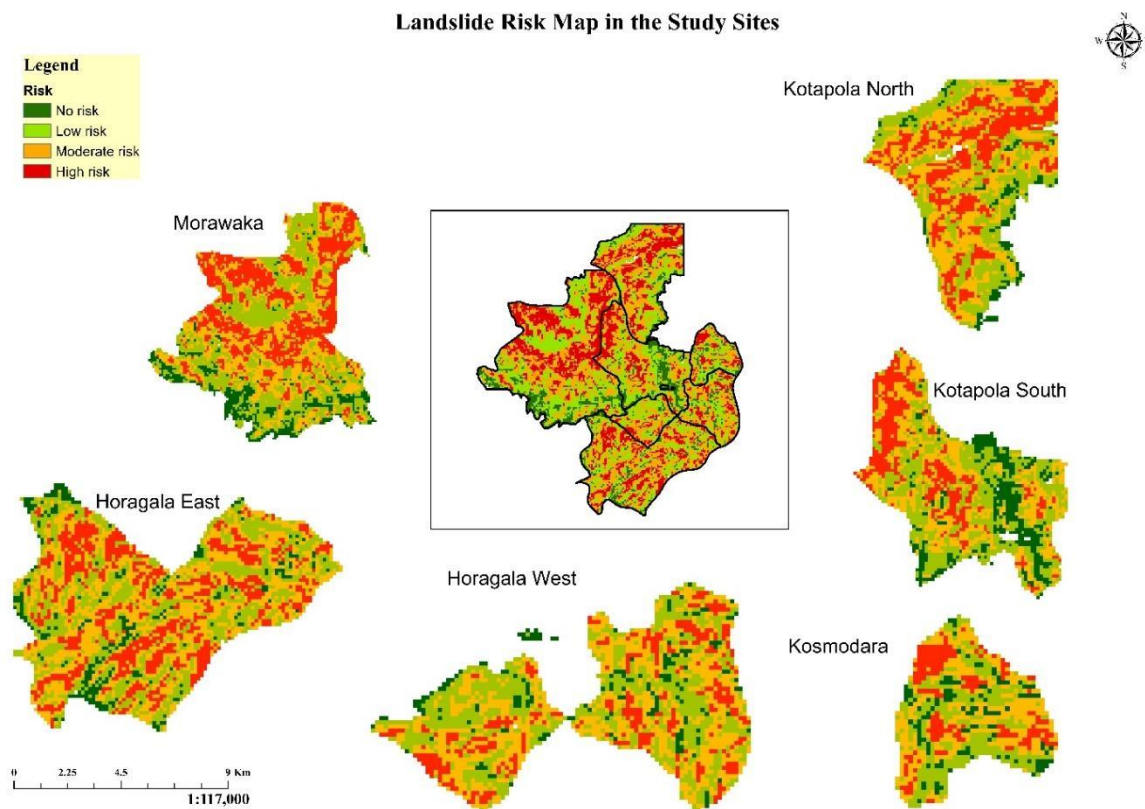 Landslide Risk Map in the Study Sites
N
W E
S
Legend
Risk
No risk
Low risk
Moderate risk
High risk
Kotapola North
Morawaka
Kotapola South
Horagala East
Horagala West
Kosmodara
0 2.25 4.5 9 Km
1:117,000